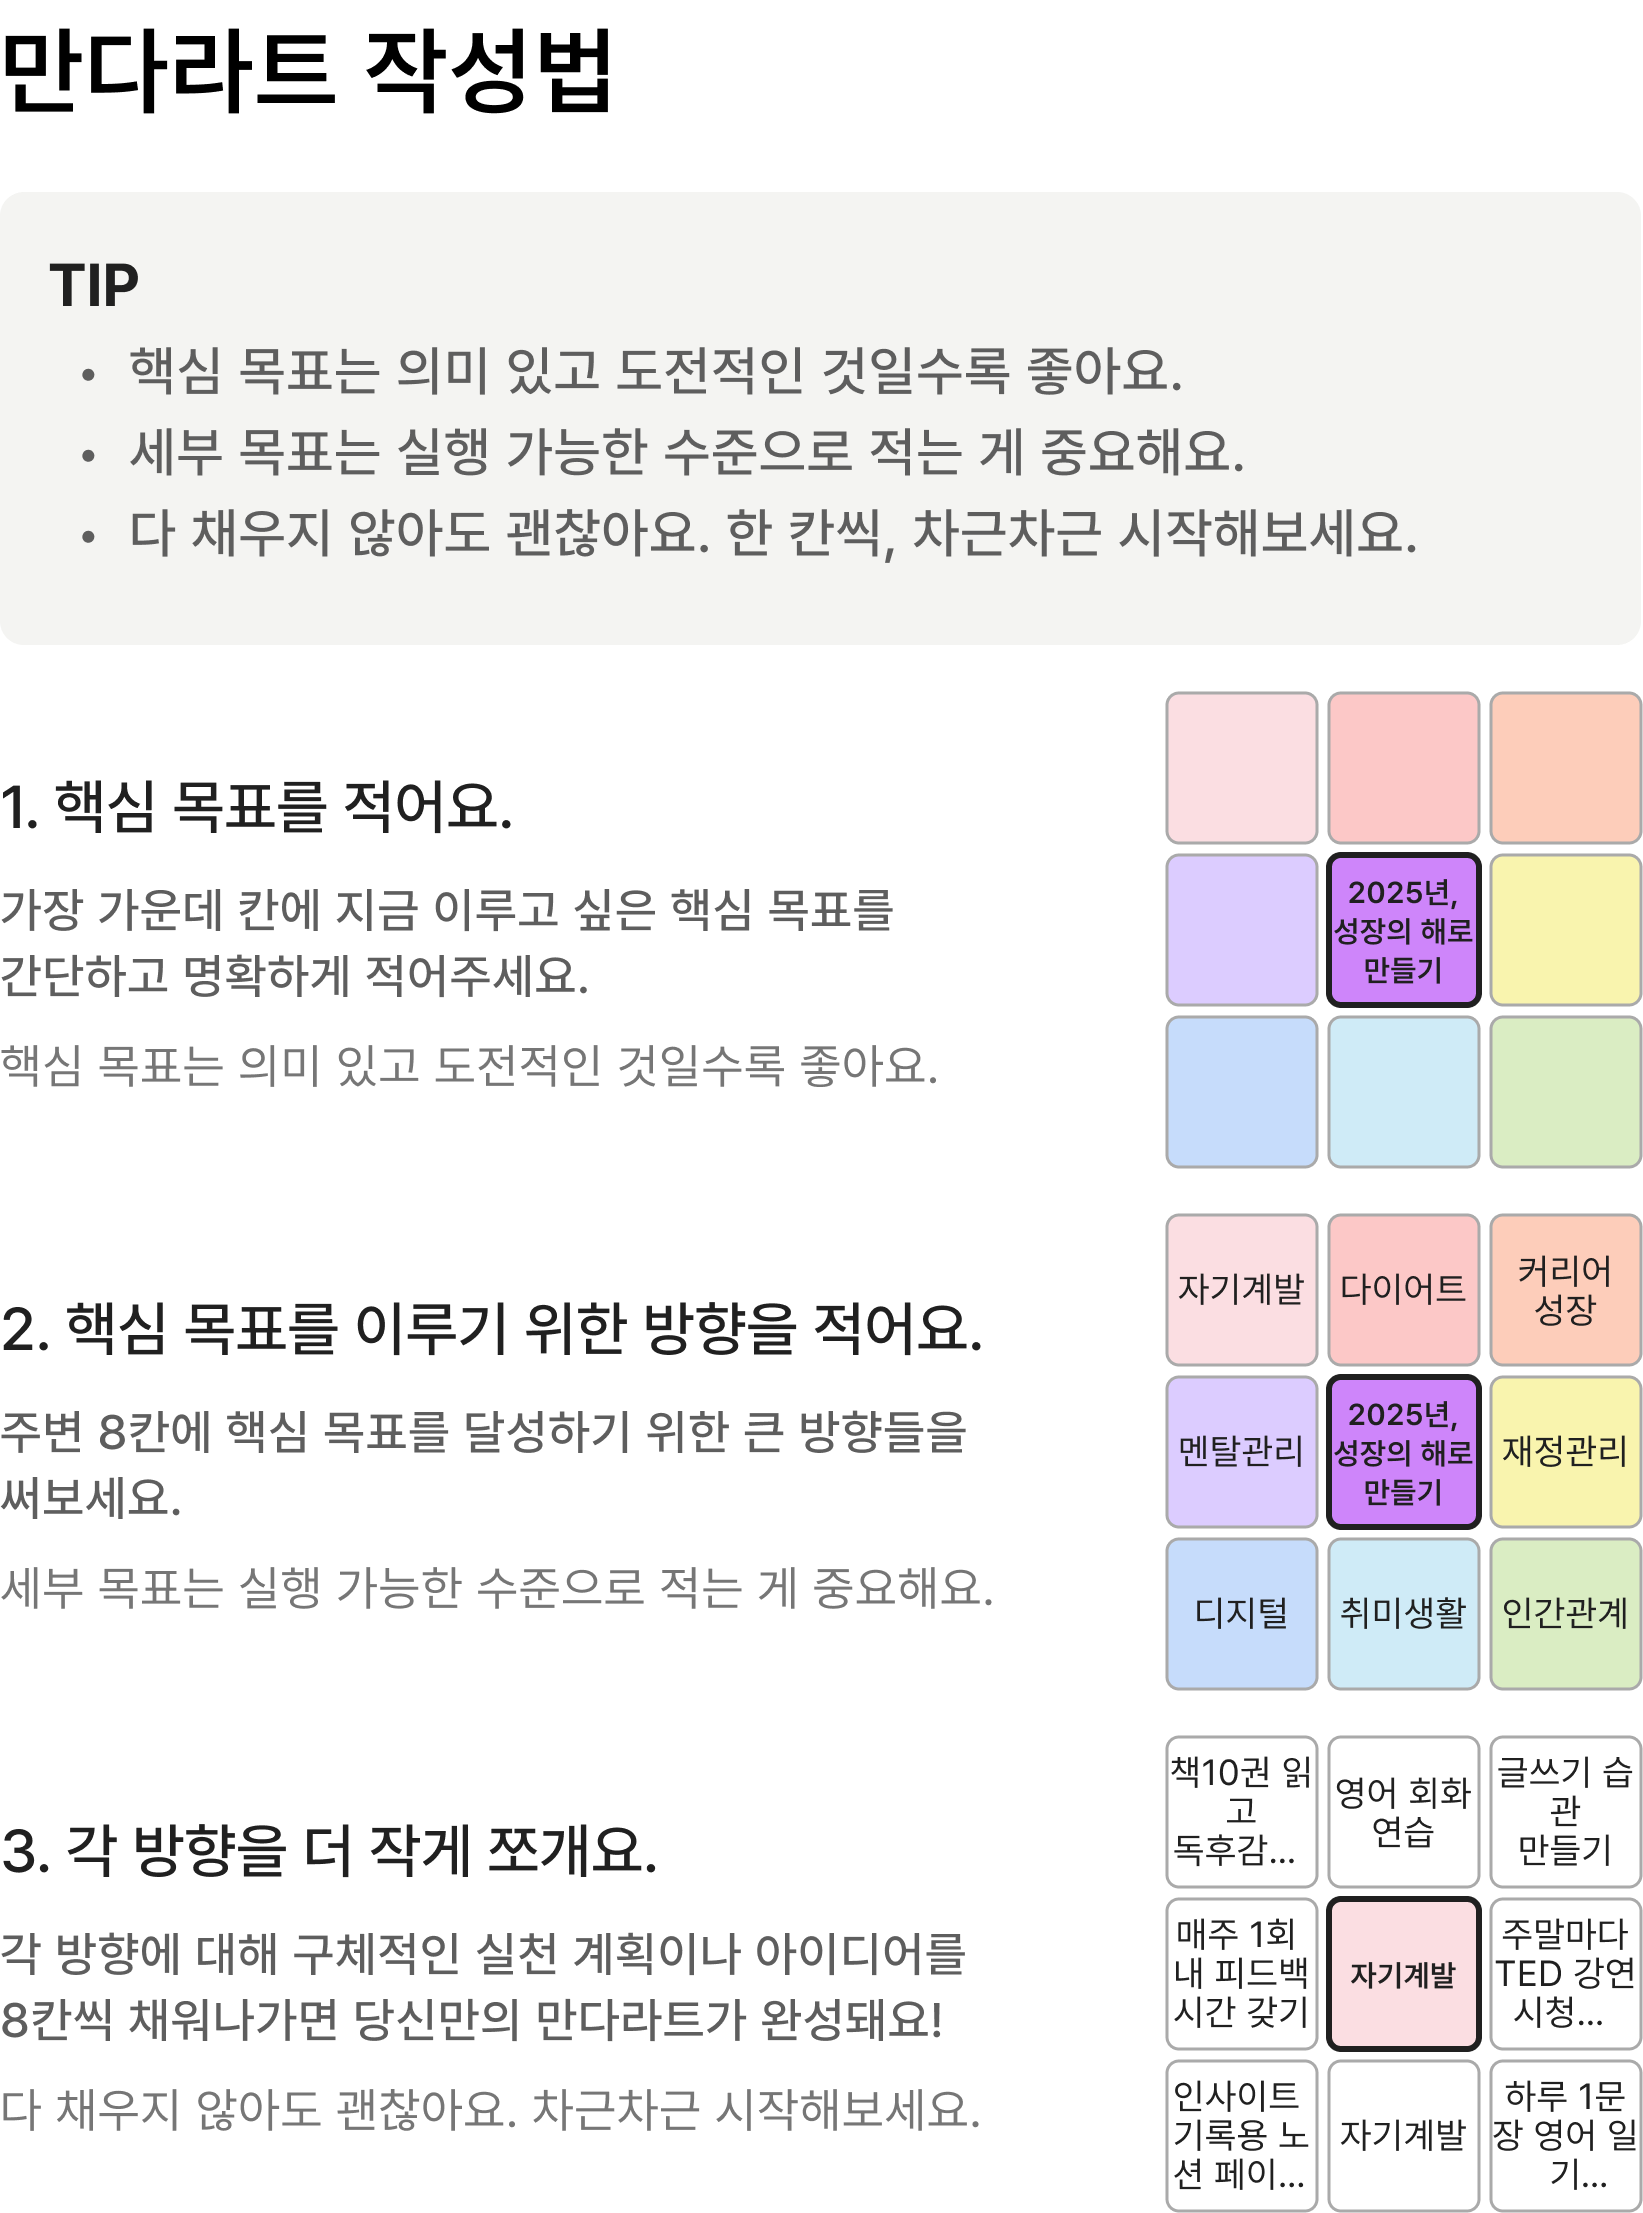 만다라트 작성법
TIP
• 핵심 목표는 의미 있고 도전적인 것일수록 좋아요.
• 세부 목표는 실행 가능한 수준으로 적는 게 중요해요.
• 다 채우지 않아도 괜찮아요. 한 칸씩, 차근차근 시작해보세요.
1. 핵심 목표를 적어요.
가장 가운데 칸에 지금 이루고 싶은 핵심 목표를
간단하고 명확하게 적어주세요.
핵심 목표는 의미 있고 도전적인 것일수록 좋아요.
2025년,
성장의 해로
만들기
2. 핵심 목표를 이루기 위한 방향을 적어요.
주변 8칸에 핵심 목표를 달성하기 위한 큰 방향들을
써보세요.
세부 목표는 실행 가능한 수준으로 적는 게 중요해요.
자기계발
다이어트
커리어
성장
멘탈관리
2025년,
성장의 해로
만들기
재정관리
디지털
취미생활
인간관계
3. 각 방향을 더 작게 쪼개요.
각 방향에 대해 구체적인 실천 계획이나 아이디어를
8칸씩 채워나가면 당신만의 만다라트가 완성돼요!
다 채우지 않아도 괜찮아요. 차근차근 시작해보세요.
책10권 읽
고
독후감...
영어 회화
연습
글쓰기 습
관
만들기
매주 1회
내 피드백
시간 갖기
자기계발
주말마다
TED 강연
시청...
인사이트
기록용 노
션 페이...
자기계발
하루 1문
장 영어 일
기...